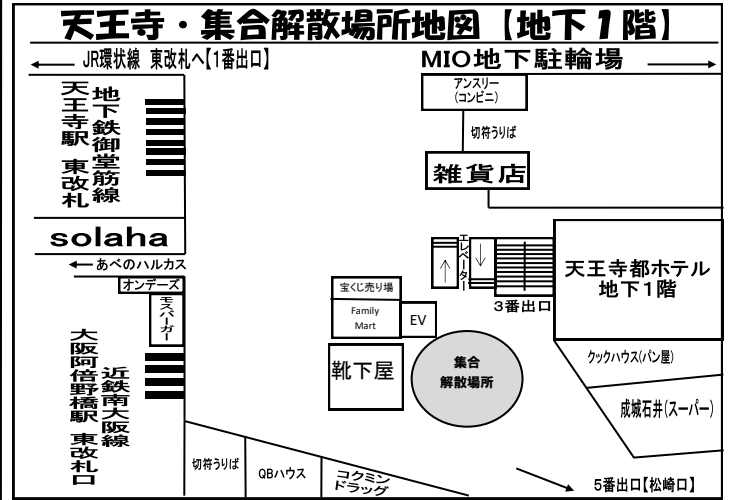 天王寺・集合解散場所地図【地下1階】
JR環状線 東改札へ【1番出口】
MIO地下駐輪場
地下鉄御堂筋線
天王寺駅 東改札
アンスリー
(コンビニ)
切符うりば
雑貨店
solaha
あべのハルカス
エレベーター
3番出口
天王寺都ホテル
地下1階
オンデーズ
モスバーガー
宝くじ売り場
Family
Mart
EV
靴下屋
集合
解散場所
クックハウス(パン屋)
成城石井(スーパー)
近鉄南大阪線
大阪阿倍野橋駅 東改札口
切符うりば
QBハウス
コクミン
ドラッグ
5番出口【松崎口】